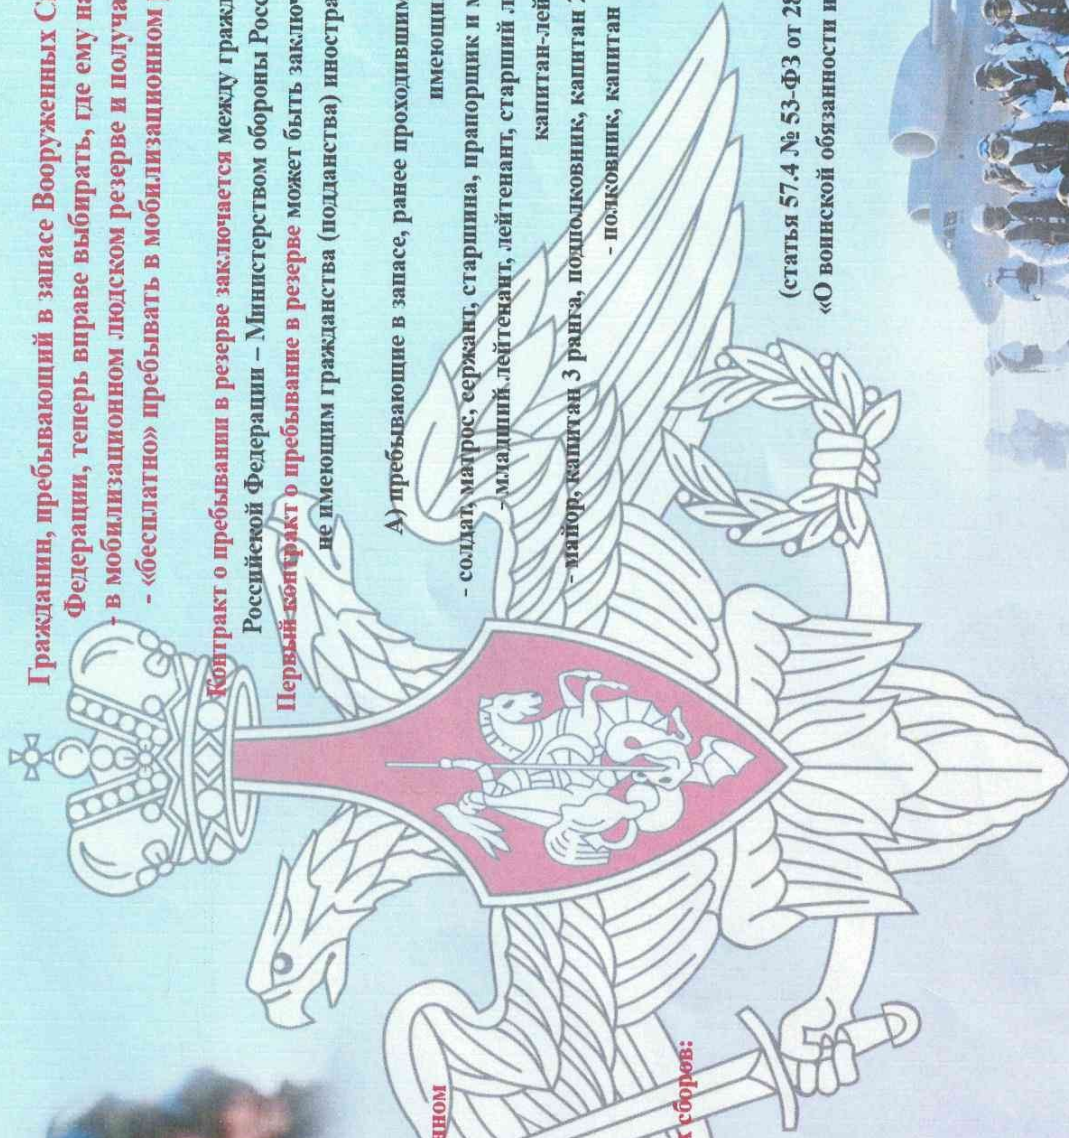 Гражданин, пребывающий в запасе Вооруженных С
Федерации, теперь вправе выбирать, где ему на
- в мобилизационном людском резерве и получа
- «бесплатно» пребывать в мобилизационном
Контракт о пребывании в резерве заключается между гражд
Российской Федерации – Министерством обороны Росс
Первый контракт о пребывание в резерве может быть заклю
не имеющим гражданства (подданства) иностра
А) пребывающие в запасе, ранее проходившим
имеющи
- солдат, матрос, сержант, старшина, прапорщик и м
- младший лейтенант, лейтенант, старший л
капитан-лей
- майор, капитан 3 ранга, подполковник, капитан 2
- полковник, капитан
(статья 57.4 № 53-ФЗ от 28
«О воинской обязанности и
нном
х сборов: